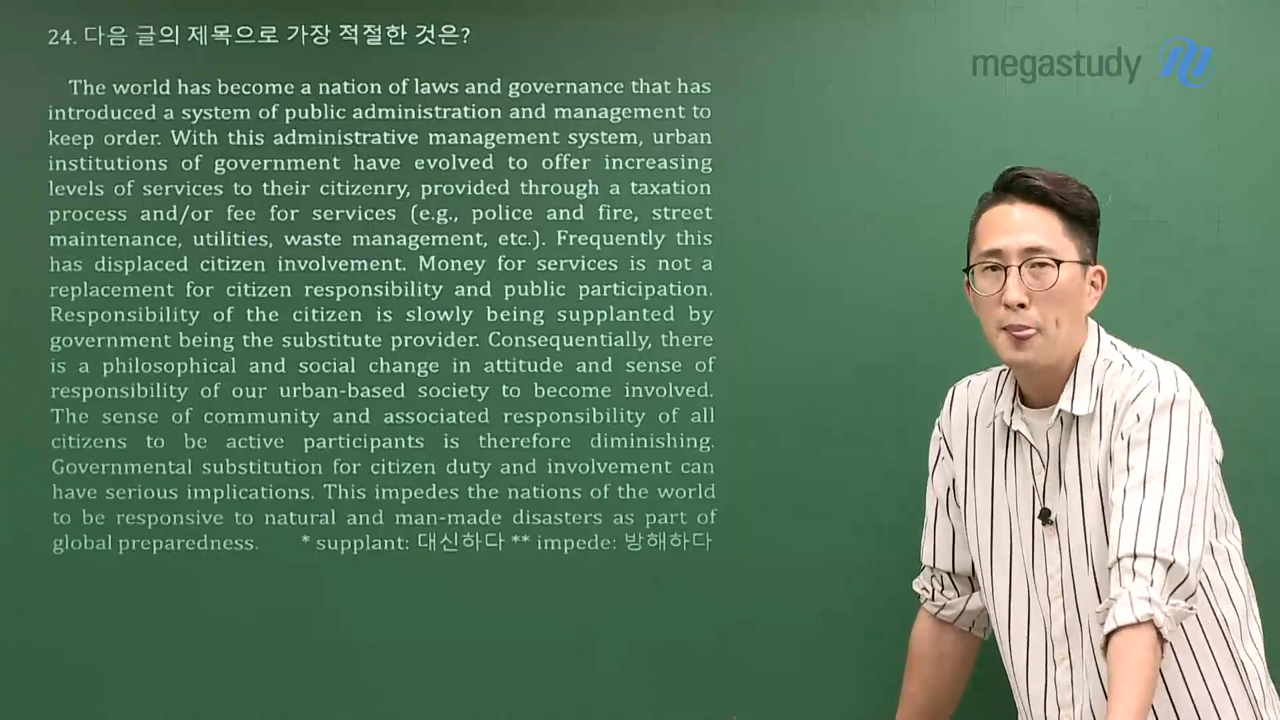 24. 다음 글의 제목으로 가장 적절한 것은?
megastudy
The world has become a nation of laws and governance that has
introduced a system of public administration and management to
keep order. With this administrative management system, urban
institutions of government have evolved to offer increasing
levels of services to their citizenry, provided through a taxation
process and/or fee for services (e.g., police and fire, street
maintenance, utilities, waste management, etc.). Frequently this
has displaced citizen involvement. Money for services is not a
replacement for citizen responsibility and public participation.
Responsibility of the citizen is slowly being supplanted by
government being the substitute provider. Consequentially, there
is a philosophical and social change in attitude and sense of
responsibility of our urban-based society to become involved.
The sense of community and associated responsibility of all
citizens to be active participants is therefore diminishing.
Governmental substitution for citizen duty and involvement can
have serious implications. This impedes the nations of the world
to be responsive to natural and man-made disasters as part of
global preparedness. * supplant: 대신하다 ** impede: 방해하다